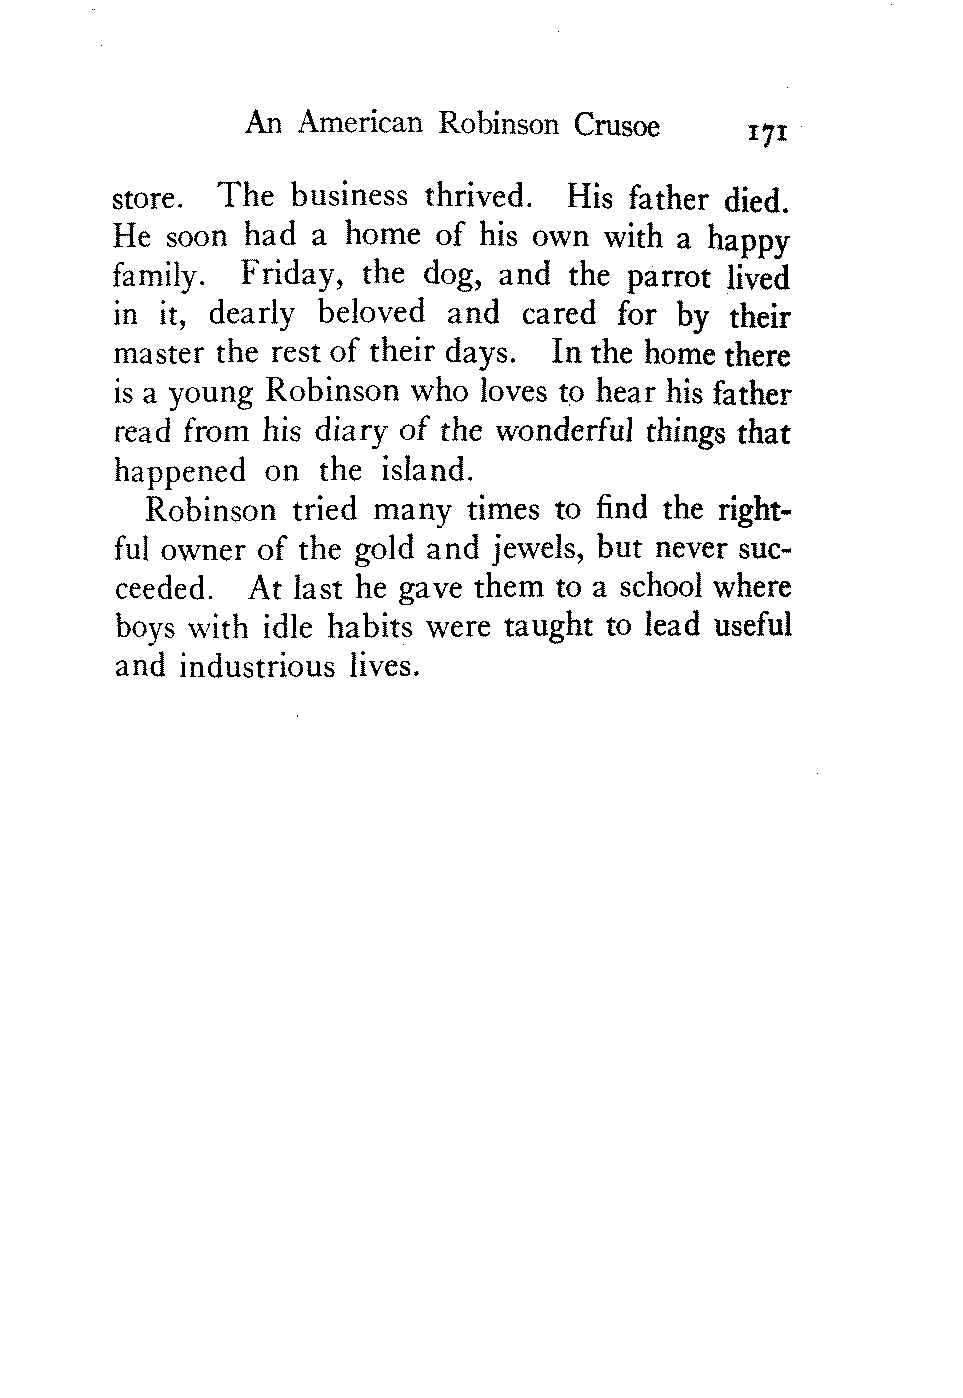 An American Robinson Crusoe 171
store. The business thrived. His father died.
He soon had a home of his own with a happy
family. Friday, the dog, and the parrot lived
in it, dearly beloved and cared for by their
master the rest of their days. In the home there
is a young Robinson who loves to hear his father
read from his diary of the wonderful things that
happened on the island.
Robinson tried many times to find the right-
ful owner of the gold and jewels, but never suc-
ceeded. At last he gave them to a school where
boys with idle habits were taught to lead useful
and industrious lives.